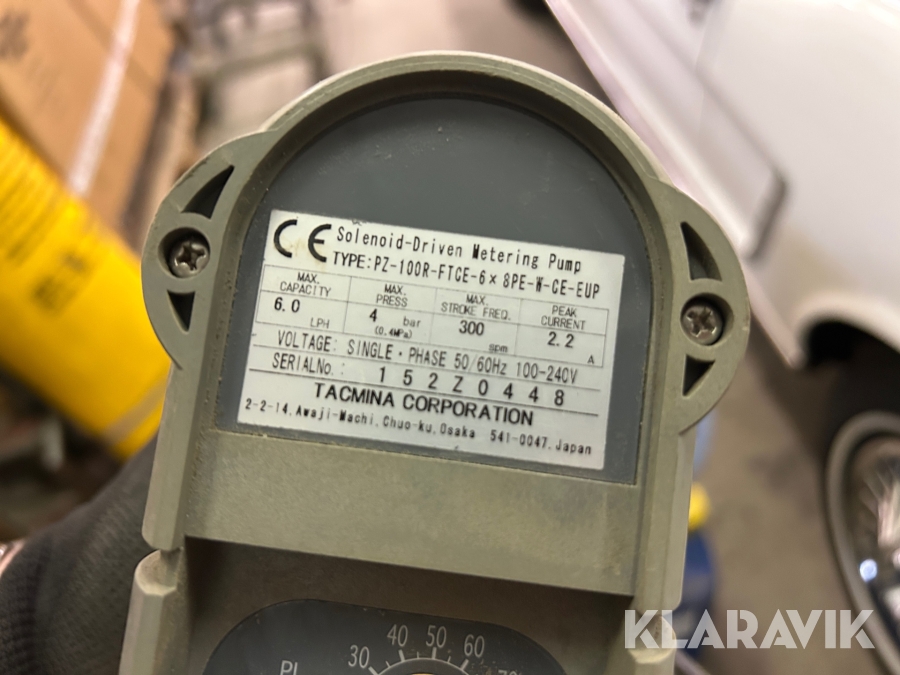 CE Solenoid-Driven Metering Pump
TYPE:PZ-100R-FTCE-6×8PE-W-CE-EUP
MAX. CAPACITY
6.0 LPH
MAX. PRESS
4 bar
(0.4MPa)
MAX. STROKE FREQ.
300 spm
PEAK CURRENT
2.2 A
VOLTAGE: SINGLE・PHASE 50/60Hz 100-240V
SERIALNo.: 152Z0448
TACMINA CORPORATION
2-2-14,Awaji-Machi,Chuo-ku,Osaka 541-0047,Japan
30 40 50 60
KLARAVIK